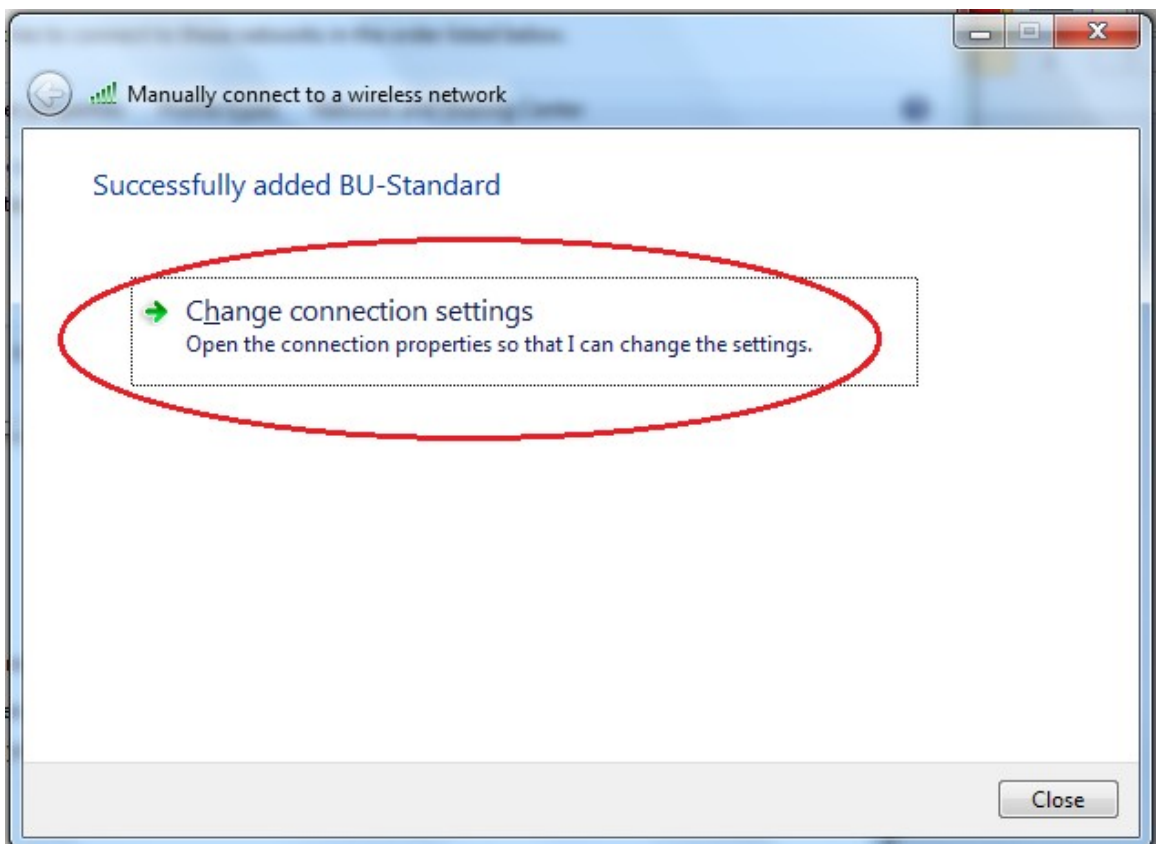 Manually connect to a wireless network
Successfully added BU-Standard
Change connection settings
Open the connection properties so that I can change the settings.
Close